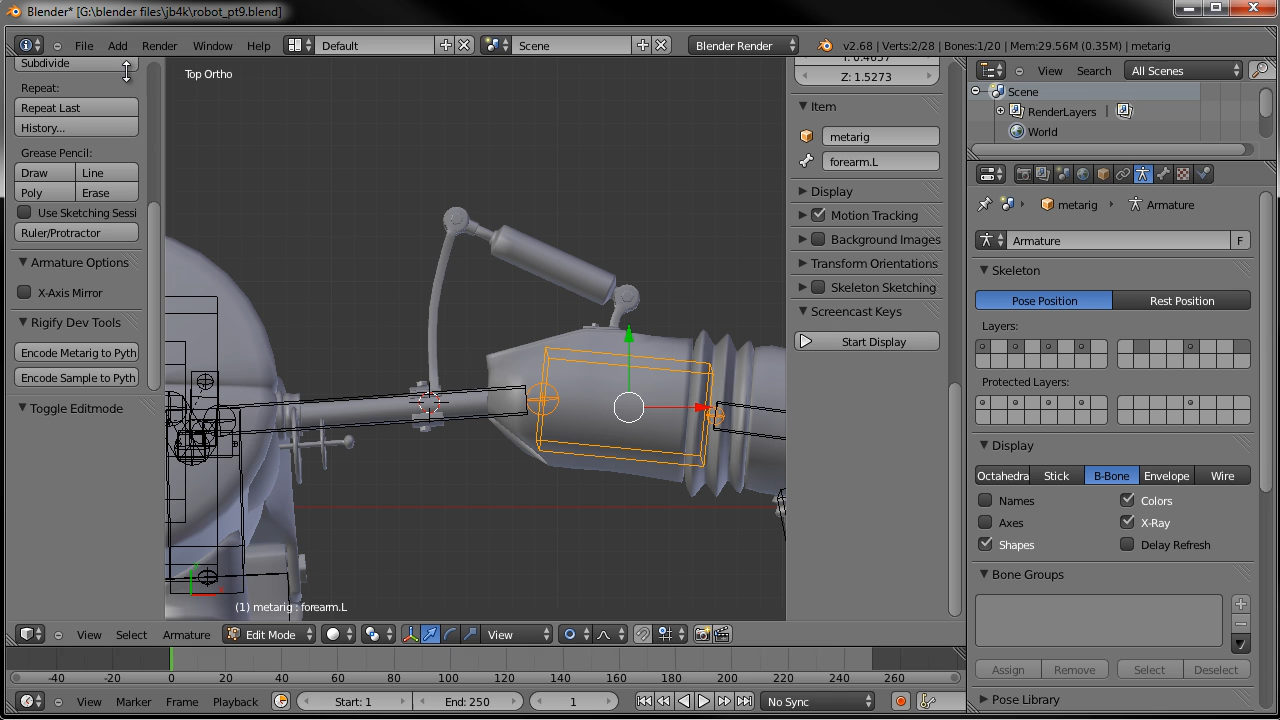 Blender* [G:\blender files\jb4k\robot_pt9.blend]
File Add Render Window Help Default Scene Blender Render v2.68 | Verts:2/28 | Bones:1/20 | Mem:29.56M (0.35M) | metarig
Subdivide
Repeat:
Repeat Last
History...
Grease Pencil:
Draw Line
Poly Erase
Use Sketching Sessi
Ruler/Protractor
Armature Options
X-Axis Mirror
Rigify Dev Tools
Encode Metarig to Pyth
Encode Sample to Pyth
Toggle Editmode
Top Ortho
(1) metarig : forearm.L
Z: 1.5273
Item
metarig
forearm.L
Display
Motion Tracking
Background Images
Transform Orientations
Skeleton Sketching
Screencast Keys
Start Display
View Search All Scenes
Scene
RenderLayers |
World
metarig Armature
Armature F
Skeleton
Pose Position Rest Position
Layers:
Protected Layers:
Display
Octahedra Stick B-Bone Envelope Wire
Names Colors
Axes X-Ray
Shapes Delay Refresh
Bone Groups
Assign Remove Select Deselect
Pose Library
View Select Armature Edit Mode View
-40 -20 0 20 40 60 80 100 120 140 160 180 200 220 240 260
View Marker Frame Playback Start: 1 End: 250 1 No Sync